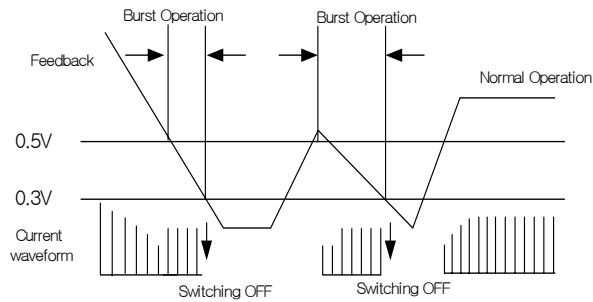 Burst Operation
Burst Operation
Feedback
Normal Operation
0.5V
0.3V
Current
waveform
Switching OFF
Switching OFF